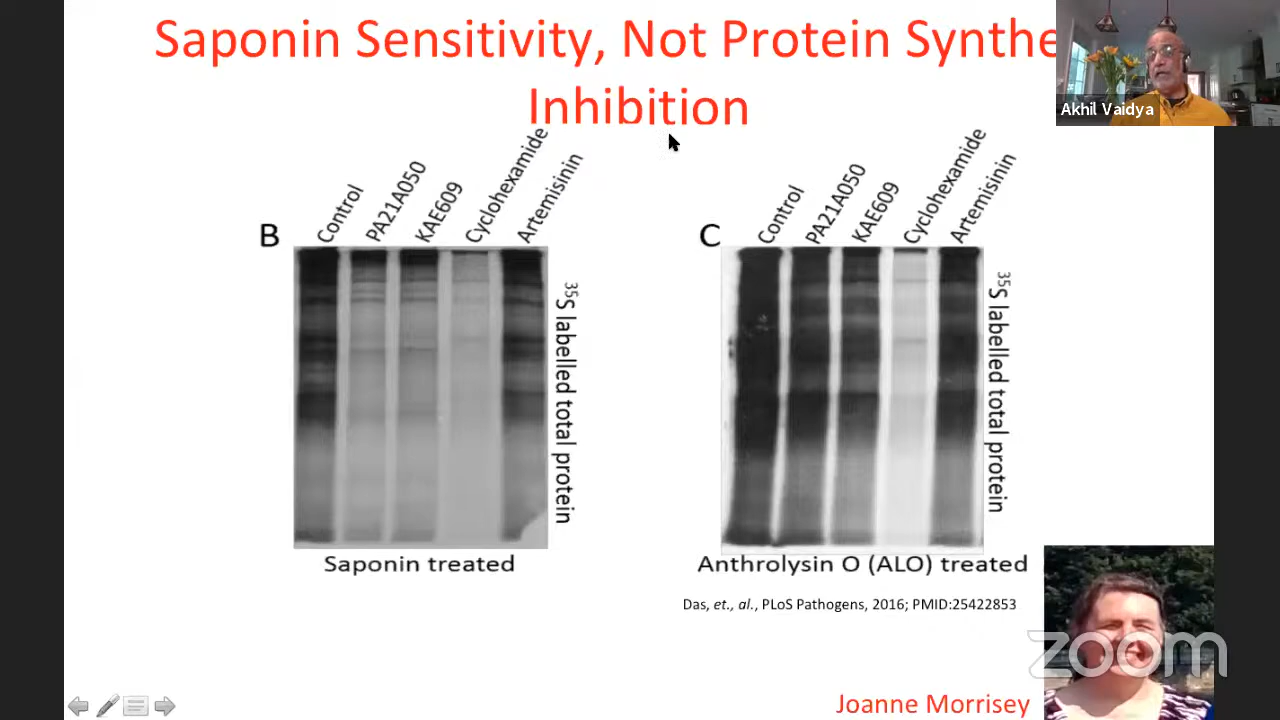 Saponin Sensitivity, Not Protein Synthe
Inhibition
Akhil Vaidya
B
Control
PA21A050
KAE609
Cyclohexamide
Artemisinin
35S labelled total protein
Saponin treated
C
Control
PA21A050
KAE609
Cyclohexamide
Artemisinin
35S labelled total protein
Anthrolysin O (ALO) treated
Das, et., al., PLoS Pathogens, 2016; PMID:25422853
zoom
Joanne Morrisey